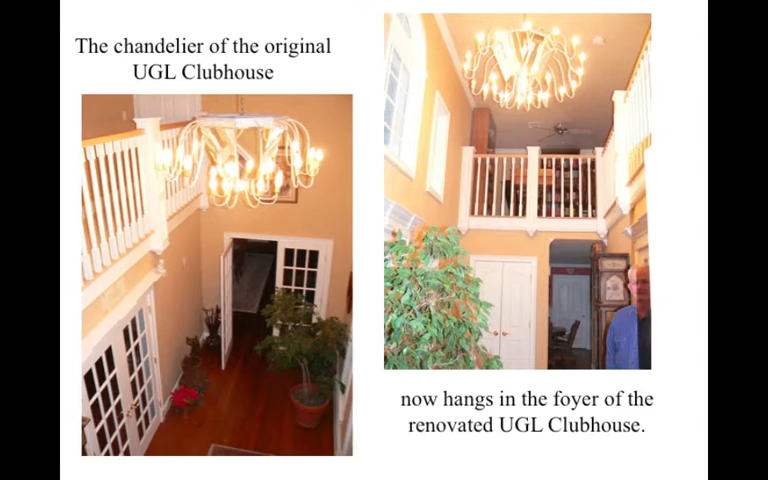 The chandelier of the original
UGL Clubhouse
now hangs in the foyer of the
renovated UGL Clubhouse.